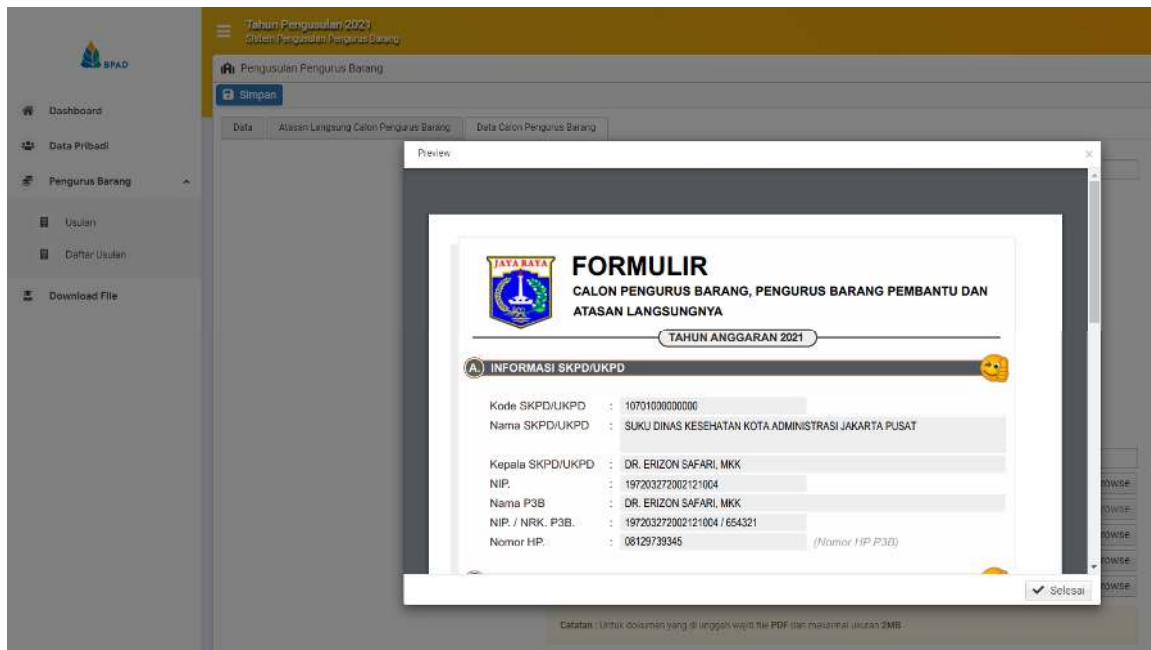 BPAD
Dashboard
Data Pribadi
Pengurus Barang
Usulan
Daftar Usulan
Download File
Tahun Pengusulan 2021
Sistem Pengusulan Pengurus Barang
Pengusulan Pengurus Barang
Simpan
Data Atasan Langsung Calon Pengurus Barang Data Calon Pengurus Barang
Preview
JAYA RAYA
FORMULIR
CALON PENGURUS BARANG, PENGURUS BARANG PEMBANTU DAN
ATASAN LANGSUNGNYA
TAHUN ANGGARAN 2021
A. INFORMASI SKPD/UKPD
Kode SKPD/UKPD : 10701000000000
Nama SKPD/UKPD : SUKU DINAS KESEHATAN KOTA ADMINISTRASI JAKARTA PUSAT
Kepala SKPD/UKPD : DR. ERIZON SAFARI, MKK
NIP. : 197203272002121004
Nama P3B : DR. ERIZON SAFARI, MKK
NIP. / NRK. P3B. : 197203272002121004 / 654321
Nomor HP. : 08129739345 (Nomor HP P3B)
Selesai
Catatan : Untuk dokumen yang di unggah wajib file PDF dan maksimal ukuran 2MB